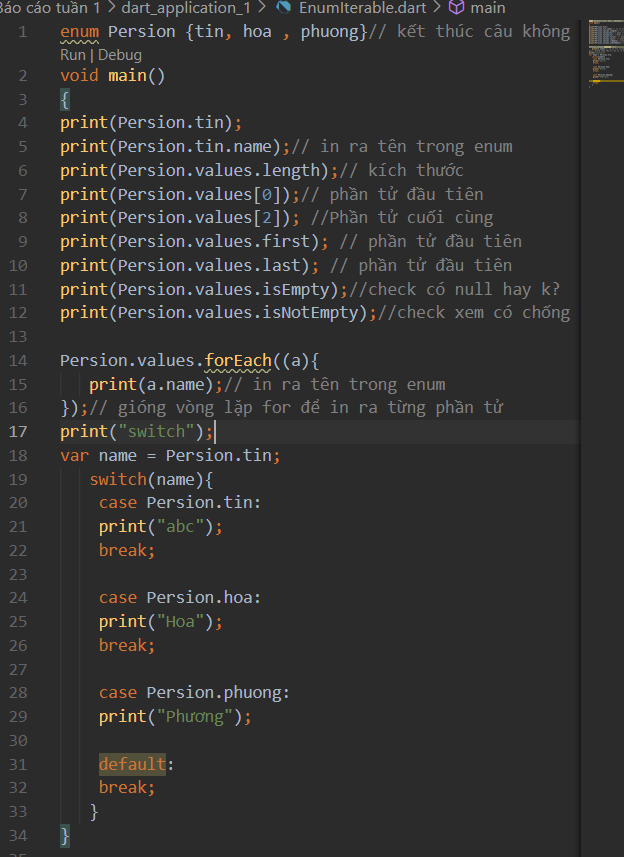 Báo cáo tuần 1 > dart_application_1 > EnumIterable.dart > main
1 enum Persion {tin, hoa , phuong}// kết thúc câu không
Run | Debug
2 void main()
3 {
4 print(Persion.tin);
5 print(Persion.tin.name);// in ra tên trong enum
6 print(Persion.values.length);// kích thước
7 print(Persion.values[0]);// phần tử đầu tiên
8 print(Persion.values[2]); //Phần tử cuối cùng
9 print(Persion.values.first); // phần tử đầu tiên
10 print(Persion.values.last); // phần tử đầu tiên
11 print(Persion.values.isEmpty);//check có null hay k?
12 print(Persion.values.isNotEmpty);//check xem có chống
13
14 Persion.values.forEach((a){
15 print(a.name);// in ra tên trong enum
16 });// gióng vòng lặp for để in ra từng phần tử
17 print("switch");
18 var name = Persion.tin;
19 switch(name){
20 case Persion.tin:
21 print("abc");
22 break;
23
24 case Persion.hoa:
25 print("Hoa");
26 break;
27
28 case Persion.phuong:
29 print("Phương");
30
31 default:
32 break;
33 }
34 }